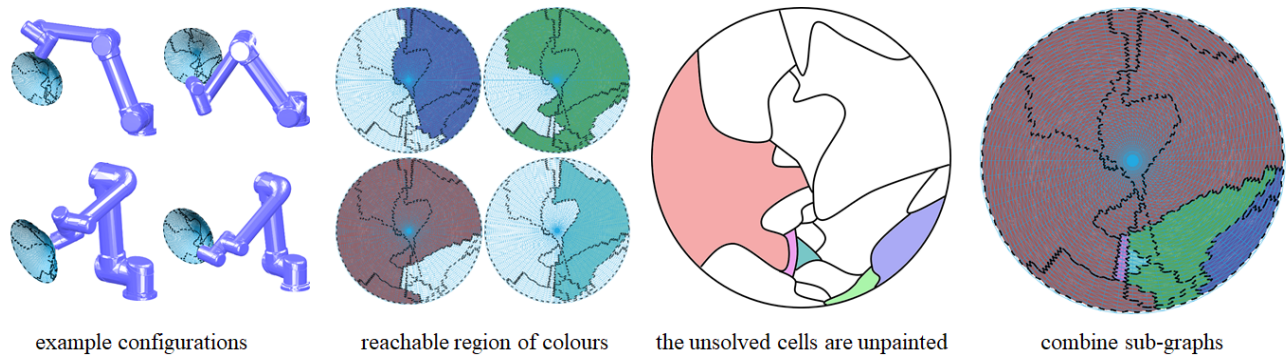 example configurations
reachable region of colours
the unsolved cells are unpainted
combine sub-graphs